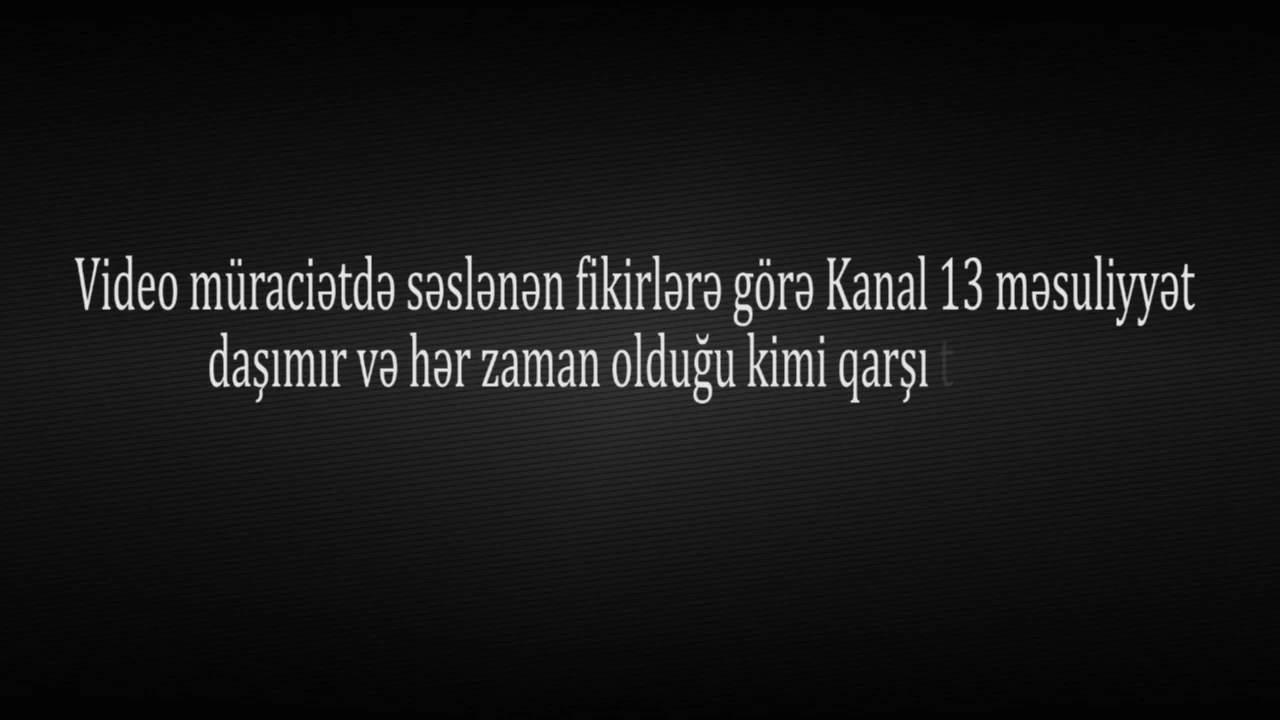 Video müraciətdə səslənən fikirlərə görə Kanal 13 məsuliyyət
daşımır və hər zaman olduğu kimi qarşı t